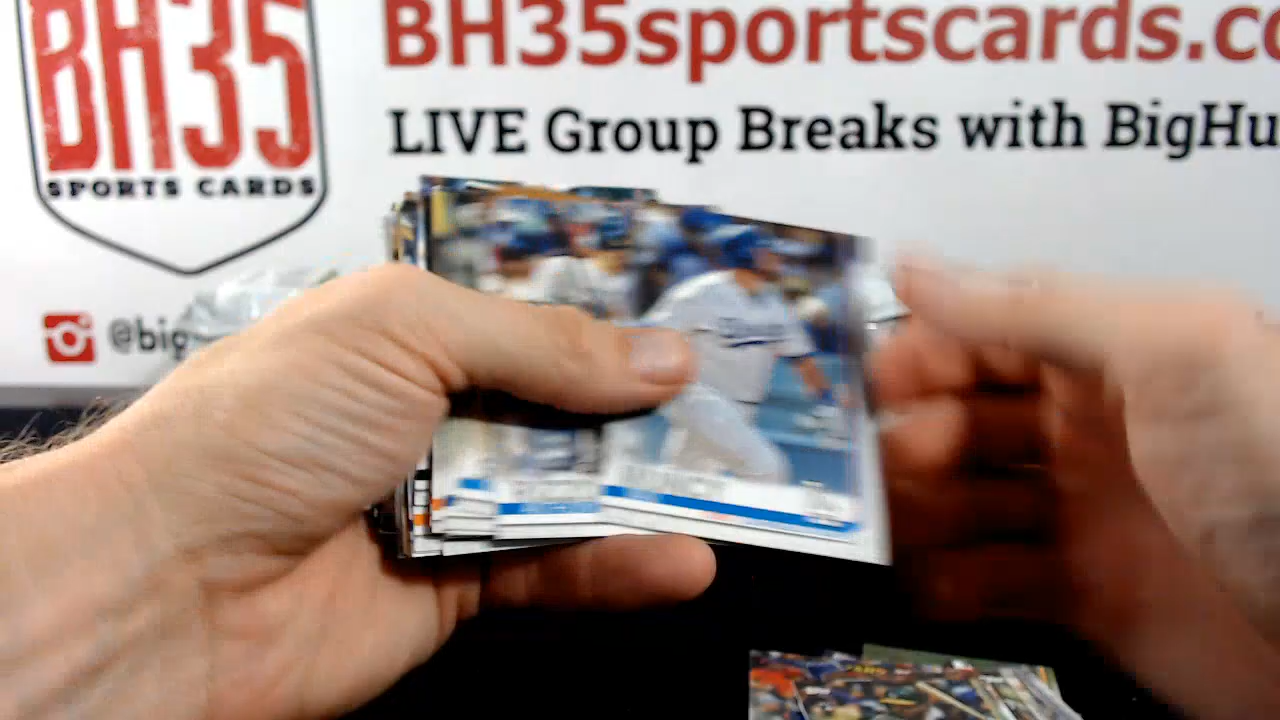 BH35
SPORTS CARDS
BH35sportscards.co
LIVE Group Breaks with BigHu
@big